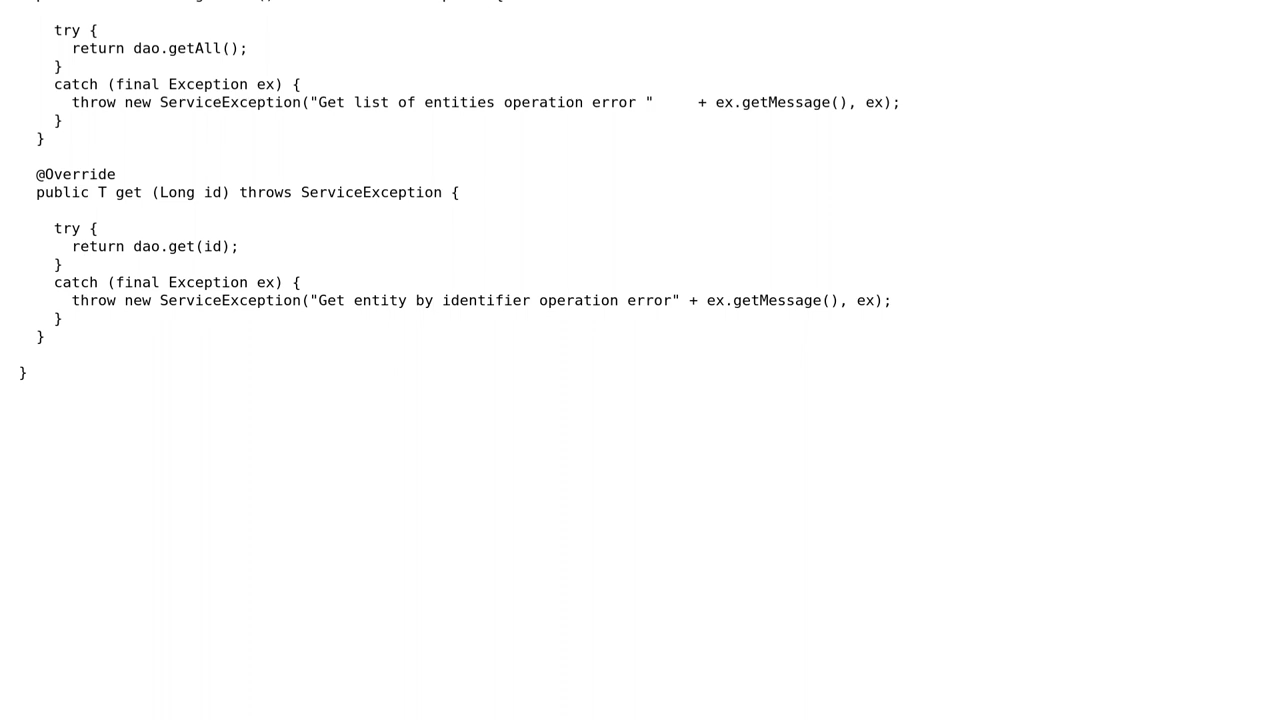 try {
      return dao.getAll();
    }
    catch (final Exception ex) {
      throw new ServiceException("Get list of entities operation error "     + ex.getMessage(), ex);
    }
  }

  @Override
  public T get (Long id) throws ServiceException {

    try {
      return dao.get(id);
    }
    catch (final Exception ex) {
      throw new ServiceException("Get entity by identifier operation error" + ex.getMessage(), ex);
    }
  }

}